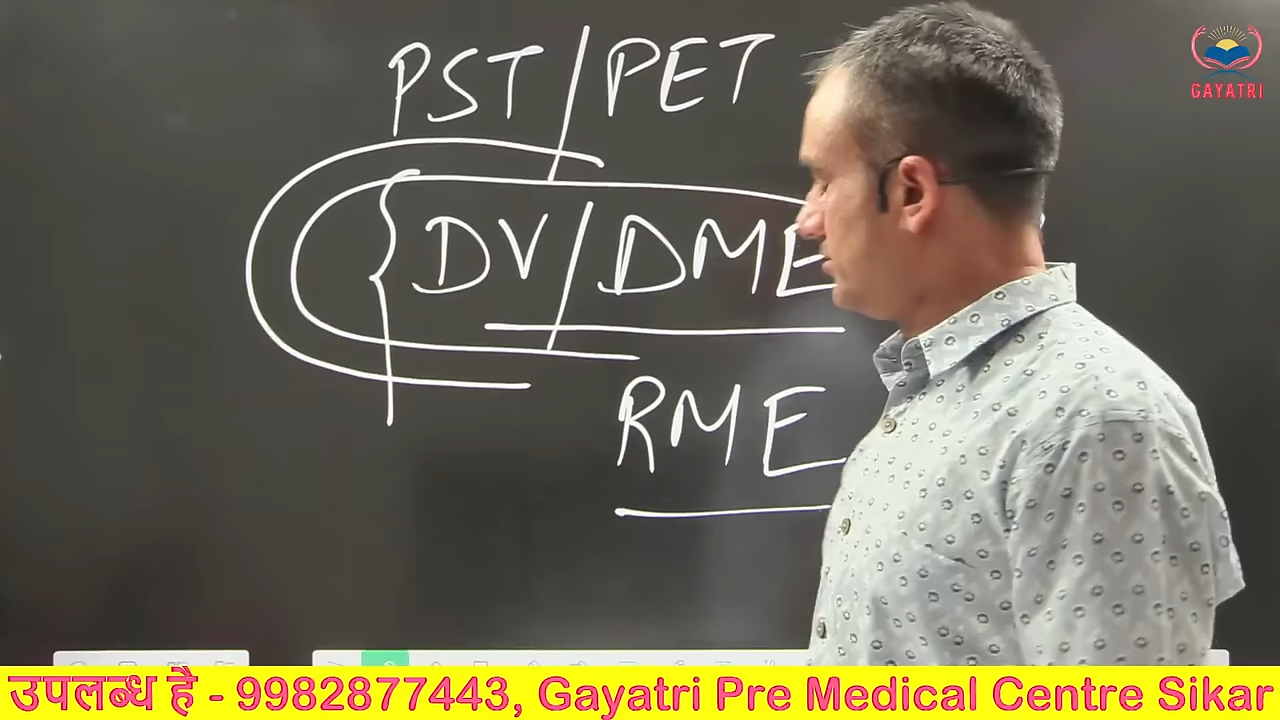 PST/PET
GAYATRI
DV/DME
RME
उपलब्ध है - 9982877443, Gayatri Pre Medical Centre Sikar